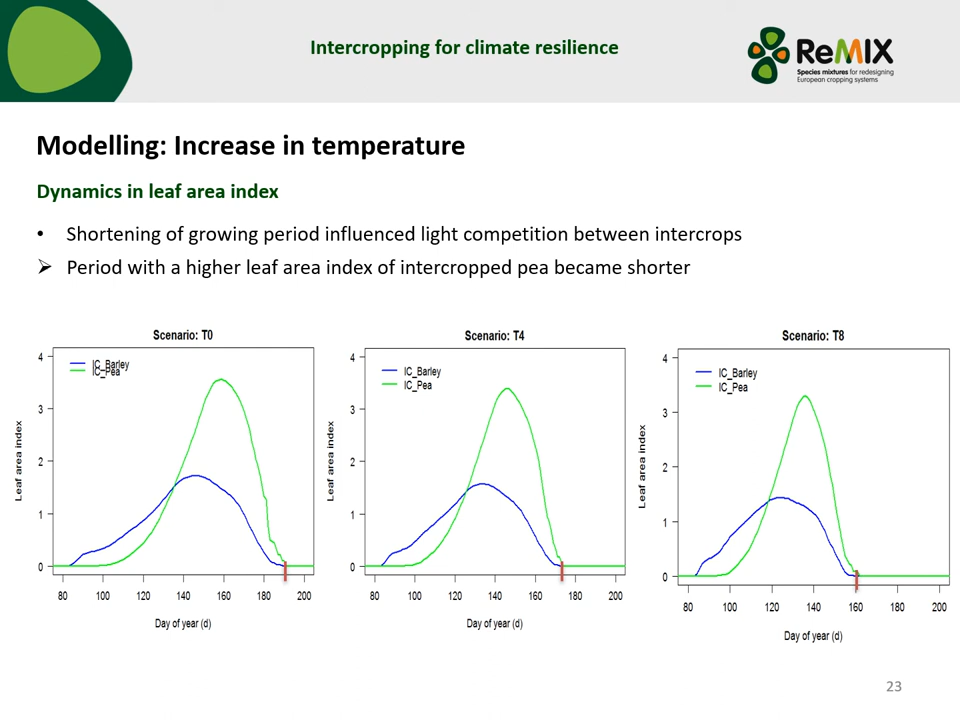 Intercropping for climate resilience
ReMIX
Species mixtures for redesigning
European cropping systems
Modelling: Increase in temperature
Dynamics in leaf area index
• Shortening of growing period influenced light competition between intercrops
➢ Period with a higher leaf area index of intercropped pea became shorter
Scenario: T0
IC_Barley
IC_Pea
Leaf area index
4
3
2
1
0
80 100 120 140 160 180 200
Day of year (d)
Scenario: T4
IC_Barley
IC_Pea
Leaf area index
4
3
2
1
0
80 100 120 140 160 180 200
Day of year (d)
Scenario: T8
IC_Barley
IC_Pea
Leaf area index
4
3
2
1
0
80 100 120 140 160 180 200
Day of year (d)
23